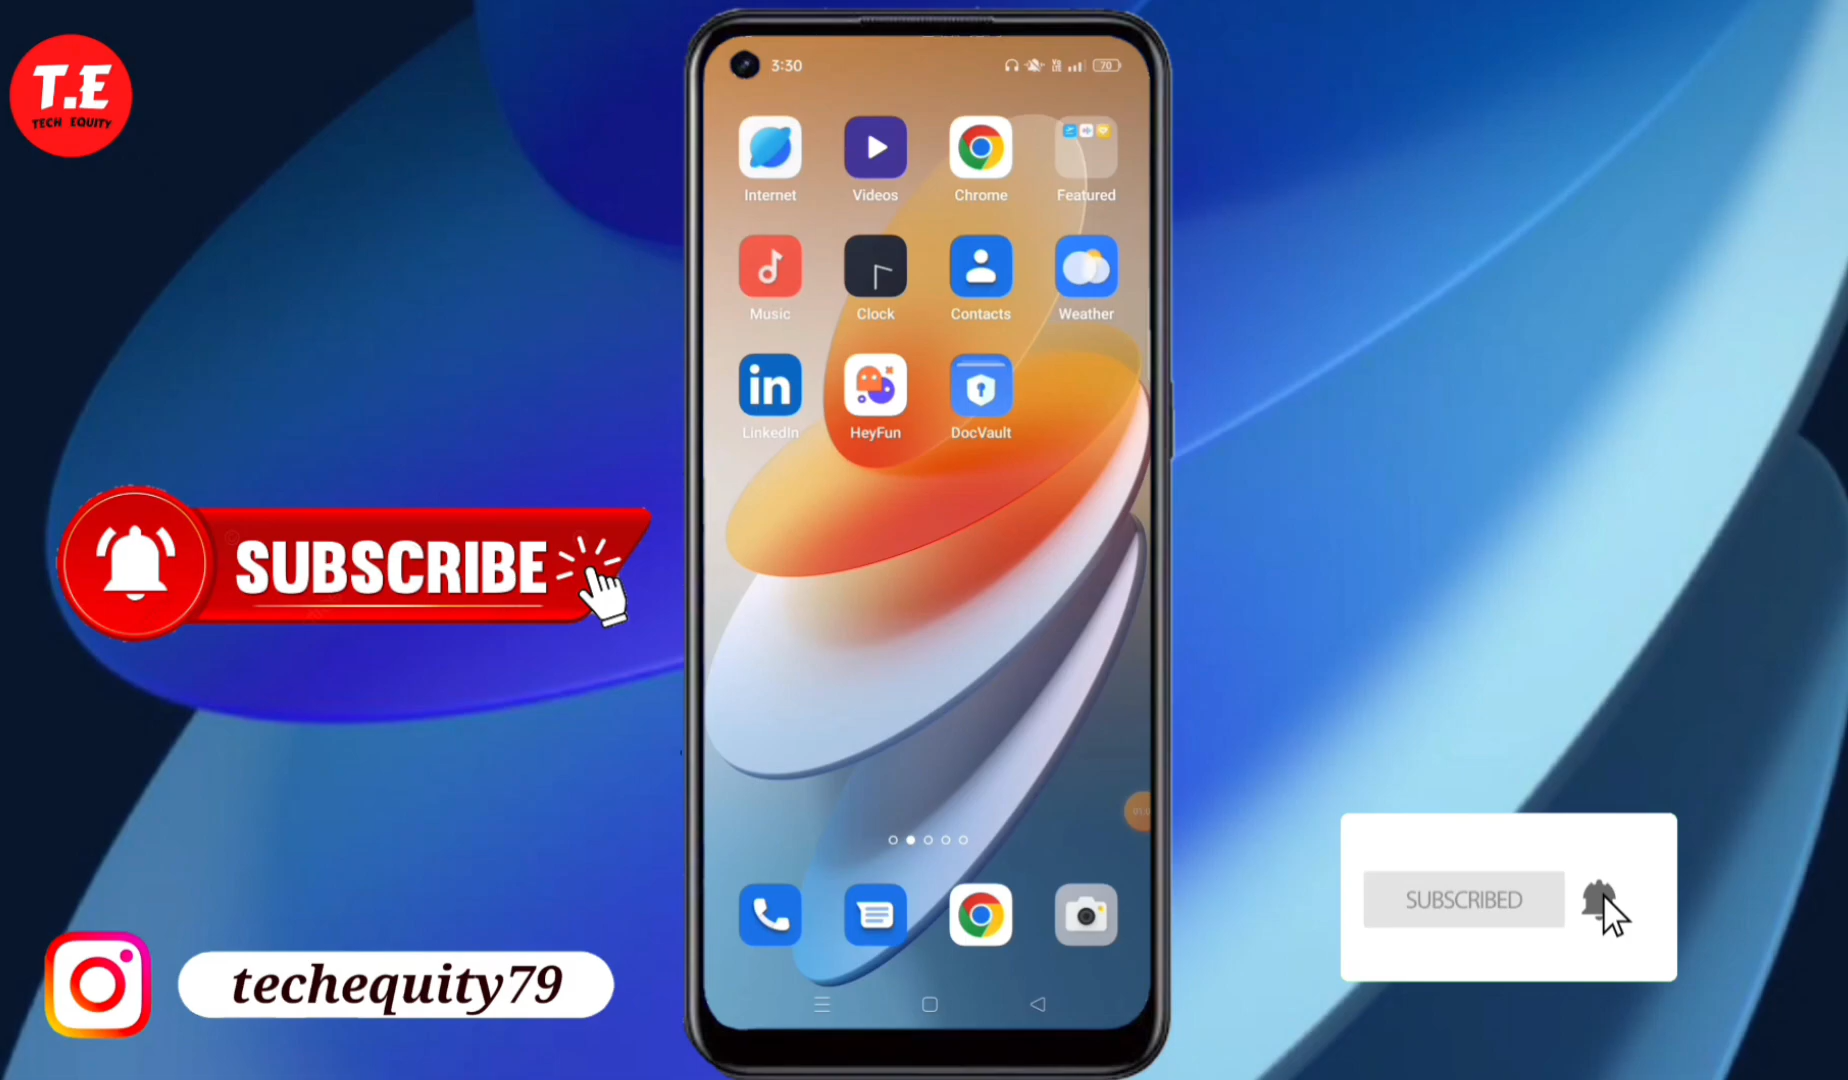 T.E
TECH EQUITY
3:30
70
Internet
Videos
Chrome
Featured
Music
Clock
Contacts
Weather
in
LinkedIn
HeyFun
DocVault
SUBSCRIBE
SUBSCRIBED
techequity79